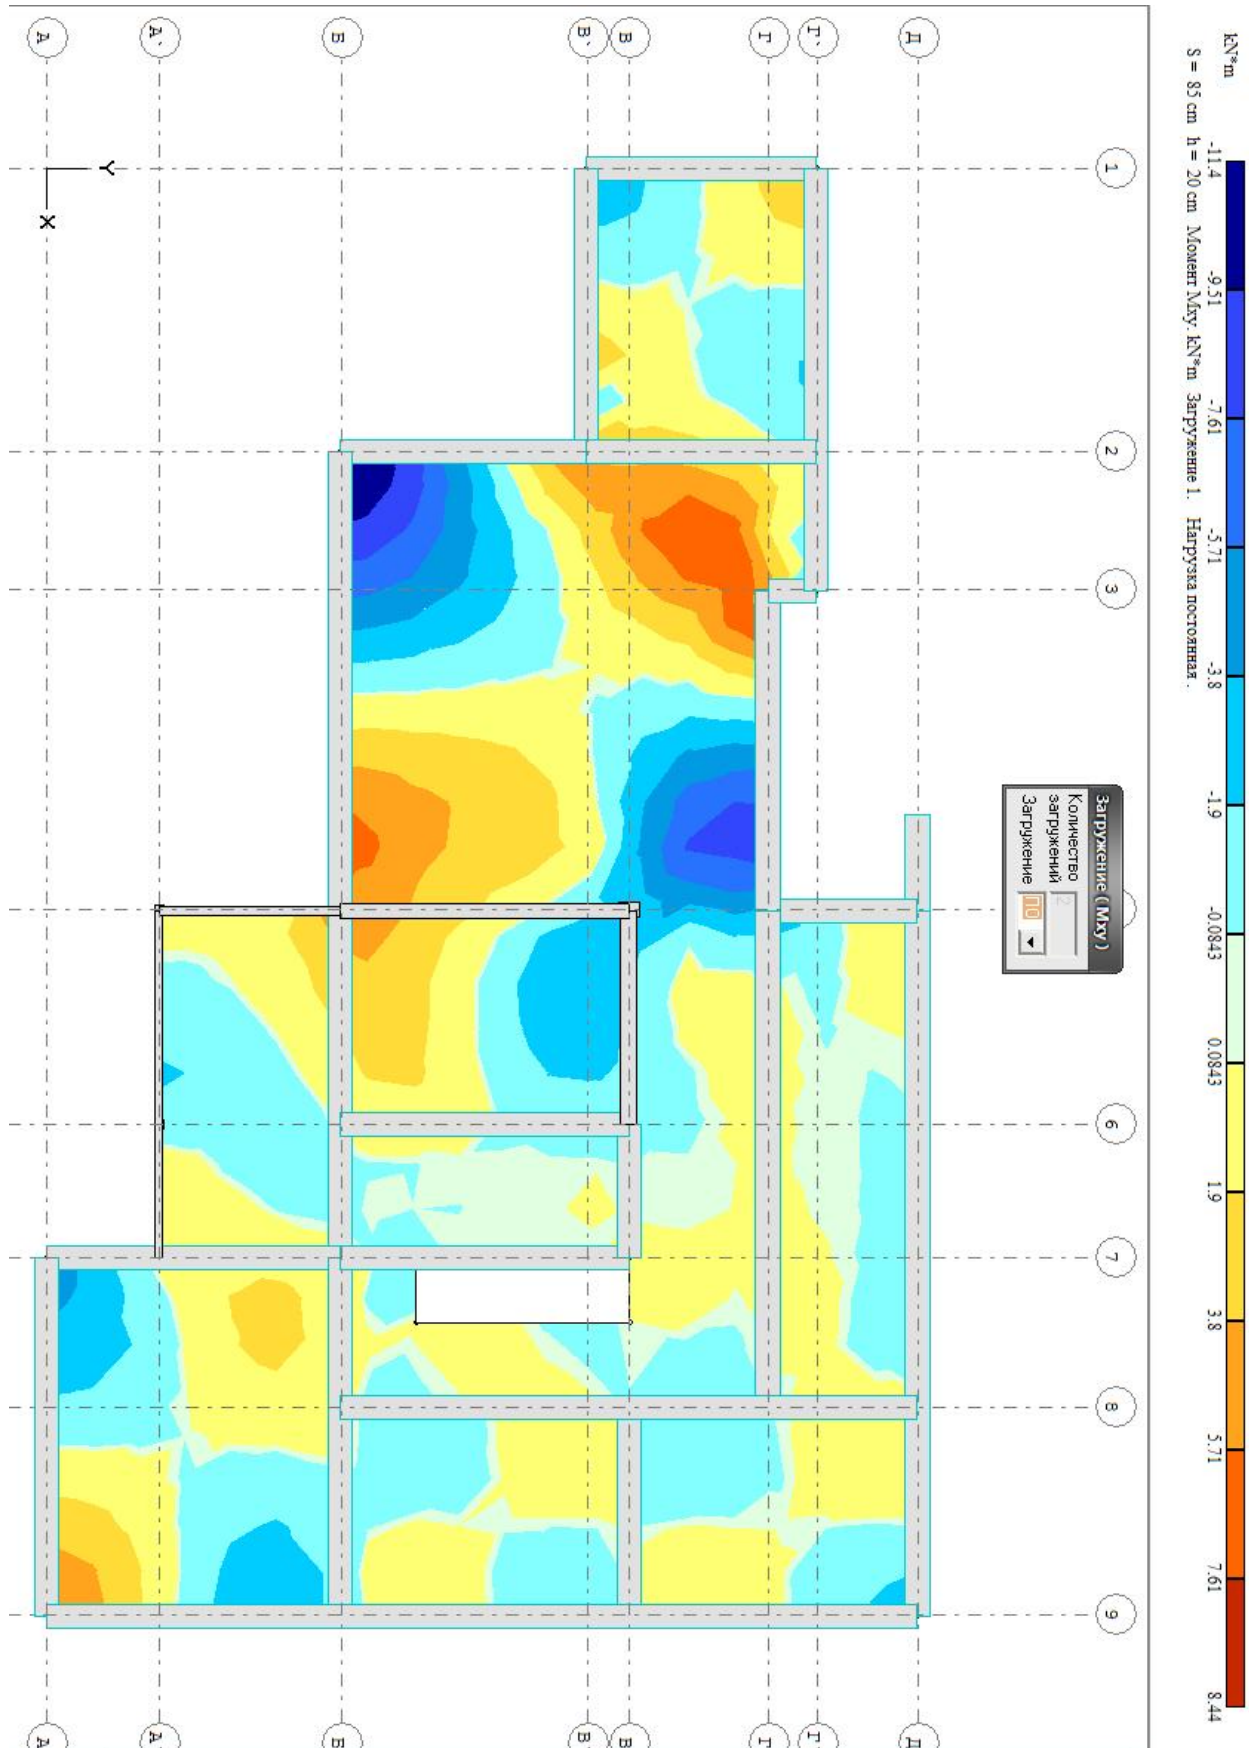 kN*m
-11.4 -9.51 -7.61 -5.71 -3.8 -1.9 -0.0843 0.0843 1.9 3.8 5.71 7.61 8.44
S = 85 cm h = 20 cm Момент Mxy. kN*m Загружение 1. Нагрузка постоянная .
Загружение ( Mxy )
Количество
загружений 2
Загружение ПО
1
2
3
6
7
8
9
Д Д
Г` Г`
Г Г
В В
В` В`
Б Б
А` А`
А А
Y
X